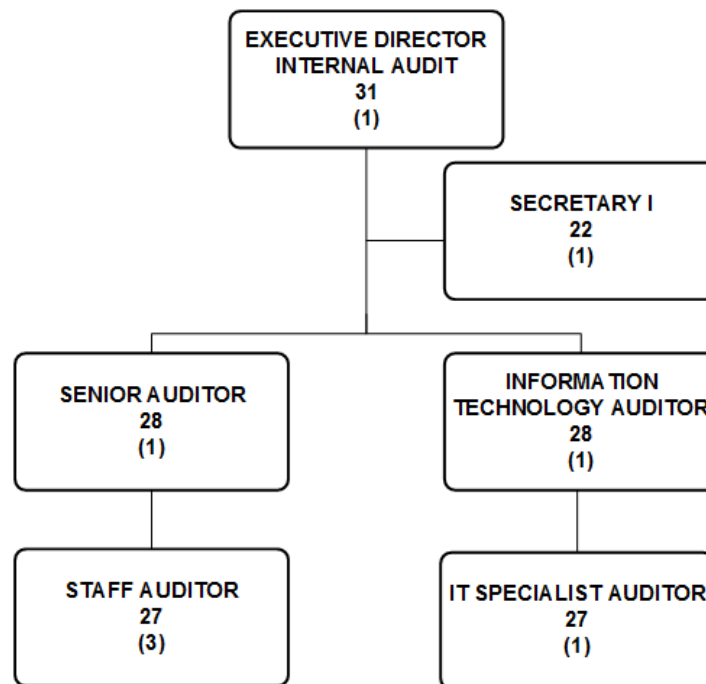 EXECUTIVE DIRECTOR
INTERNAL AUDIT
31
(1)
SECRETARY I
22
(1)
SENIOR AUDITOR
28
(1)
INFORMATION
TECHNOLOGY AUDITOR
28
(1)
STAFF AUDITOR
27
(3)
IT SPECIALIST AUDITOR
27
(1)